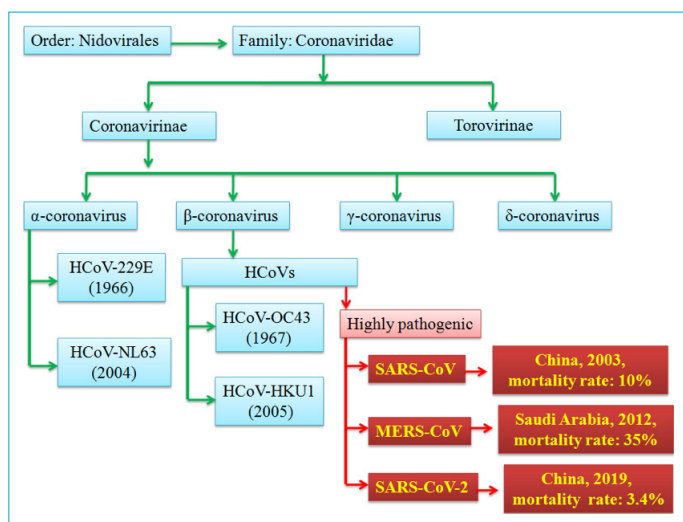 Order: Nidovirales
Family: Coronaviridae
Coronavirinae
Torovirinae
α-coronavirus
β-coronavirus
γ-coronavirus
δ-coronavirus
HCoV-229E
(1966)
HCoV-NL63
(2004)
HCoVs
HCoV-OC43
(1967)
HCoV-HKU1
(2005)
Highly pathogenic
SARS-CoV
China, 2003,
mortality rate: 10%
MERS-CoV
Saudi Arabia, 2012,
mortality rate: 35%
SARS-CoV-2
China, 2019,
mortality rate: 3.4%